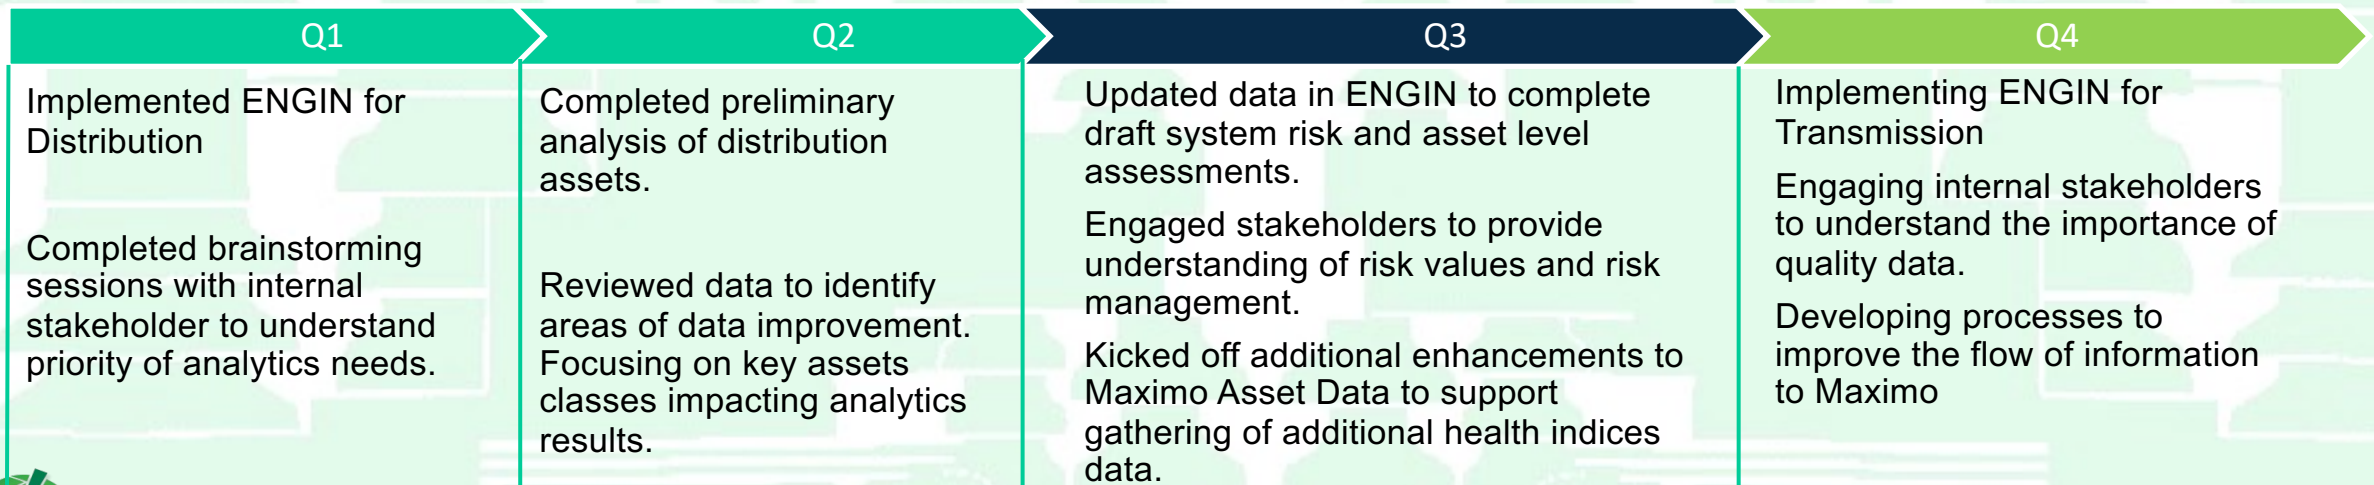 Q1
Implemented ENGIN for
Distribution
Completed brainstorming
sessions with internal
stakeholder to understand
priority of analytics needs.
Q2
Completed preliminary
analysis of distribution
assets.
Reviewed data to identify
areas of data improvement.
Focusing on key assets
classes impacting analytics
results.
Q3
Updated data in ENGIN to complete
draft system risk and asset level
assessments.
Engaged stakeholders to provide
understanding of risk values and risk
management.
Kicked off additional enhancements to
Maximo Asset Data to support
gathering of additional health indices
data.
Q4
Implementing ENGIN for
Transmission
Engaging internal stakeholders
to understand the importance of
quality data.
Developing processes to
improve the flow of information
to Maximo